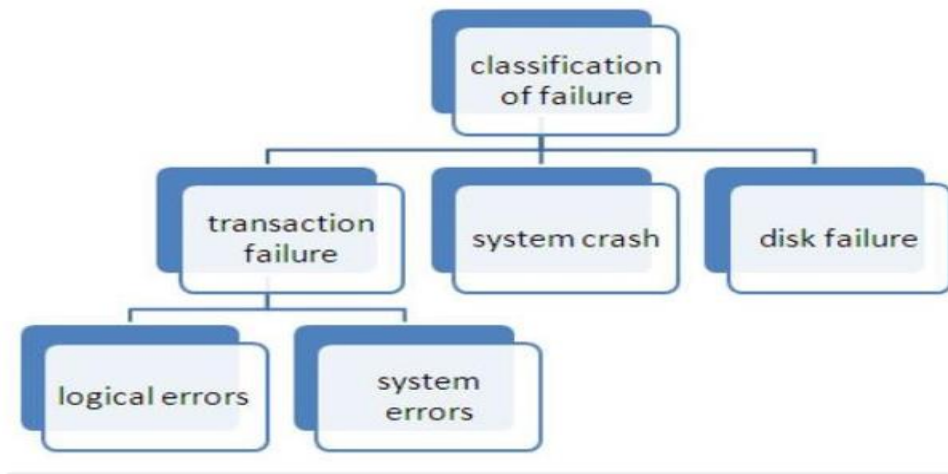 classification
of failure
transaction
failure
system crash
disk failure
logical errors
system
errors